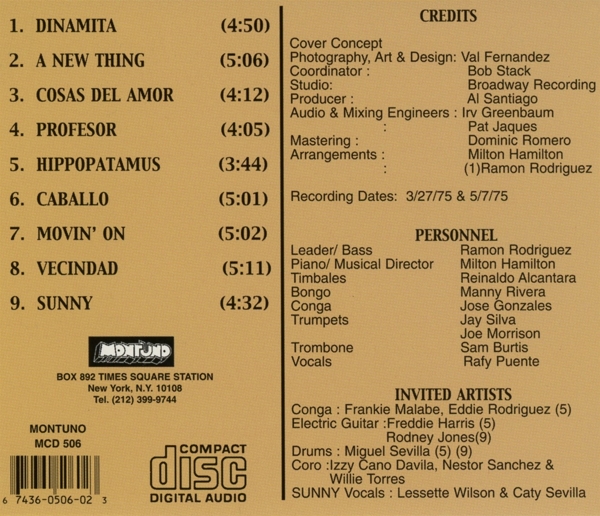 1. DINAMITA (4:50)
2. A NEW THING (5:06)
3. COSAS DEL AMOR (4:12)
4. PROFESOR (4:05)
5. HIPPOPATAMUS (3:44)
6. CABALLO (5:01)
7. MOVIN' ON (5:02)
8. VECINDAD (5:11)
9. SUNNY (4:32)
MONTUNO
BOX 892 TIMES SQUARE STATION
New York, N.Y. 10108
Tel. (212) 399-9744
MONTUNO
MCD 506
6 7436-0506-02 3
COMPACT
disc
DIGITAL AUDIO
CREDITS
Cover Concept
Photography, Art & Design: Val Fernandez
Coordinator : Bob Stack
Studio: Broadway Recording
Producer : Al Santiago
Audio & Mixing Engineers : Irv Greenbaum
: Pat Jaques
Mastering : Dominic Romero
Arrangements : Milton Hamilton
: (1)Ramon Rodriguez
Recording Dates: 3/27/75 & 5/7/75
PERSONNEL
Leader/ Bass Ramon Rodriguez
Piano/ Musical Director Milton Hamilton
Timbales Reinaldo Alcantara
Bongo Manny Rivera
Conga Jose Gonzales
Trumpets Jay Silva
Joe Morrison
Trombone Sam Burtis
Vocals Rafy Puente
INVITED ARTISTS
Conga : Frankie Malabe, Eddie Rodriguez (5)
Electric Guitar :Freddie Harris (5)
Rodney Jones(9)
Drums : Miguel Sevilla (5) (9)
Coro :Izzy Cano Davila, Nestor Sanchez &
Willie Torres
SUNNY Vocals : Lessette Wilson & Caty Sevilla